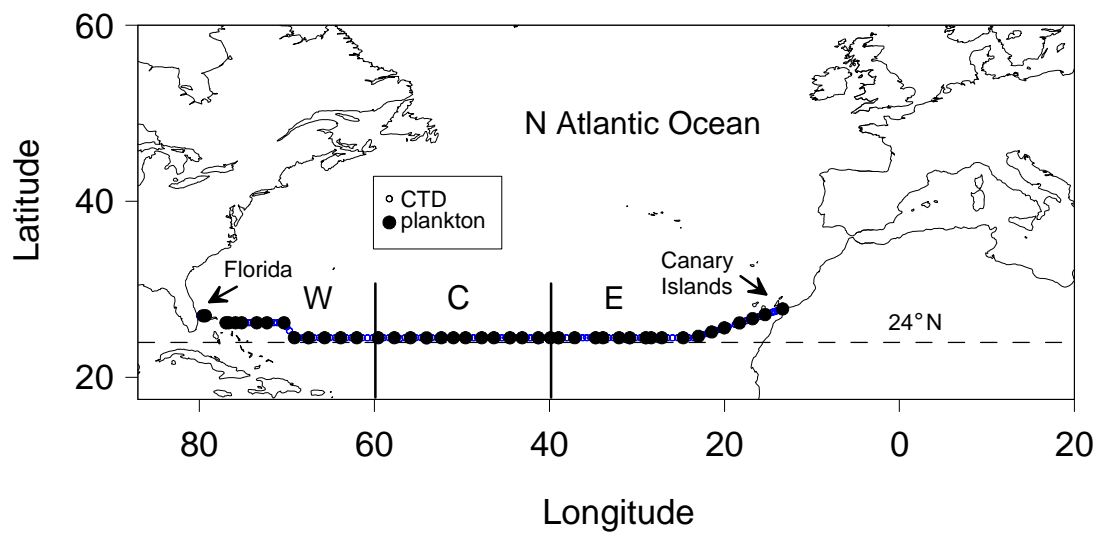 60
N Atlantic Ocean
Latitude
40
CTD
plankton
Florida
Canary
Islands
W
C
E
24°N
20
80
60
40
20
0
20
Longitude